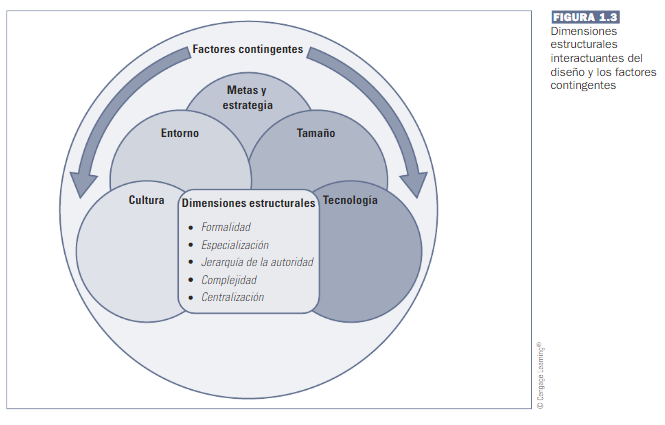 Factores contingentes
Metas y
estrategia
Entorno
Tamaño
Cultura
Dimensiones estructurales
Tecnología
• Formalidad
• Especialización
• Jerarquía de la autoridad
• Complejidad
• Centralización
FIGURA 1.3
Dimensiones
estructurales
interactuantes del
diseño y los factores
contingentes
© Cengage Learning®